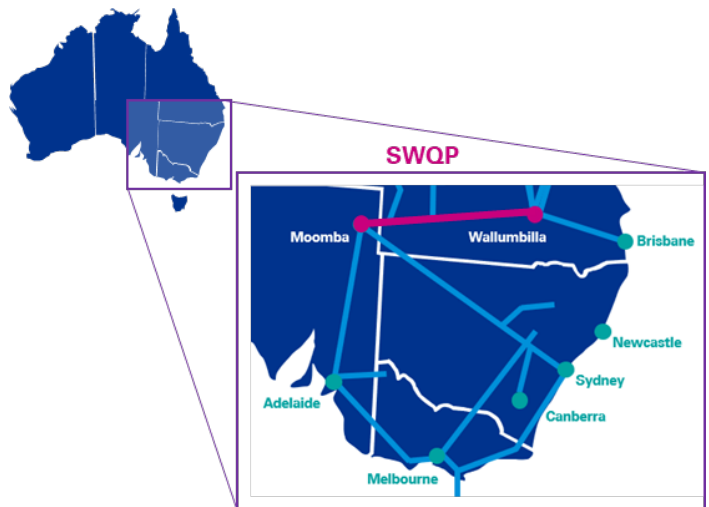 SWQP
Moomba
Wallumbilla
Brisbane
Newcastle
Sydney
Adelaide
Canberra
Melbourne